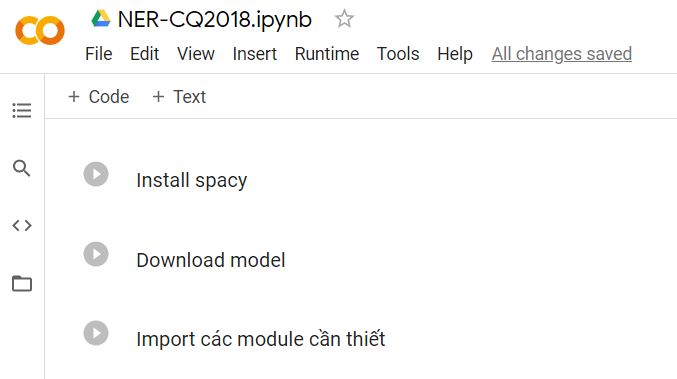 NER-CQ2018.ipynb
File Edit View Insert Runtime Tools Help All changes saved
+ Code + Text
Install spacy
Download model
Import các module cần thiết